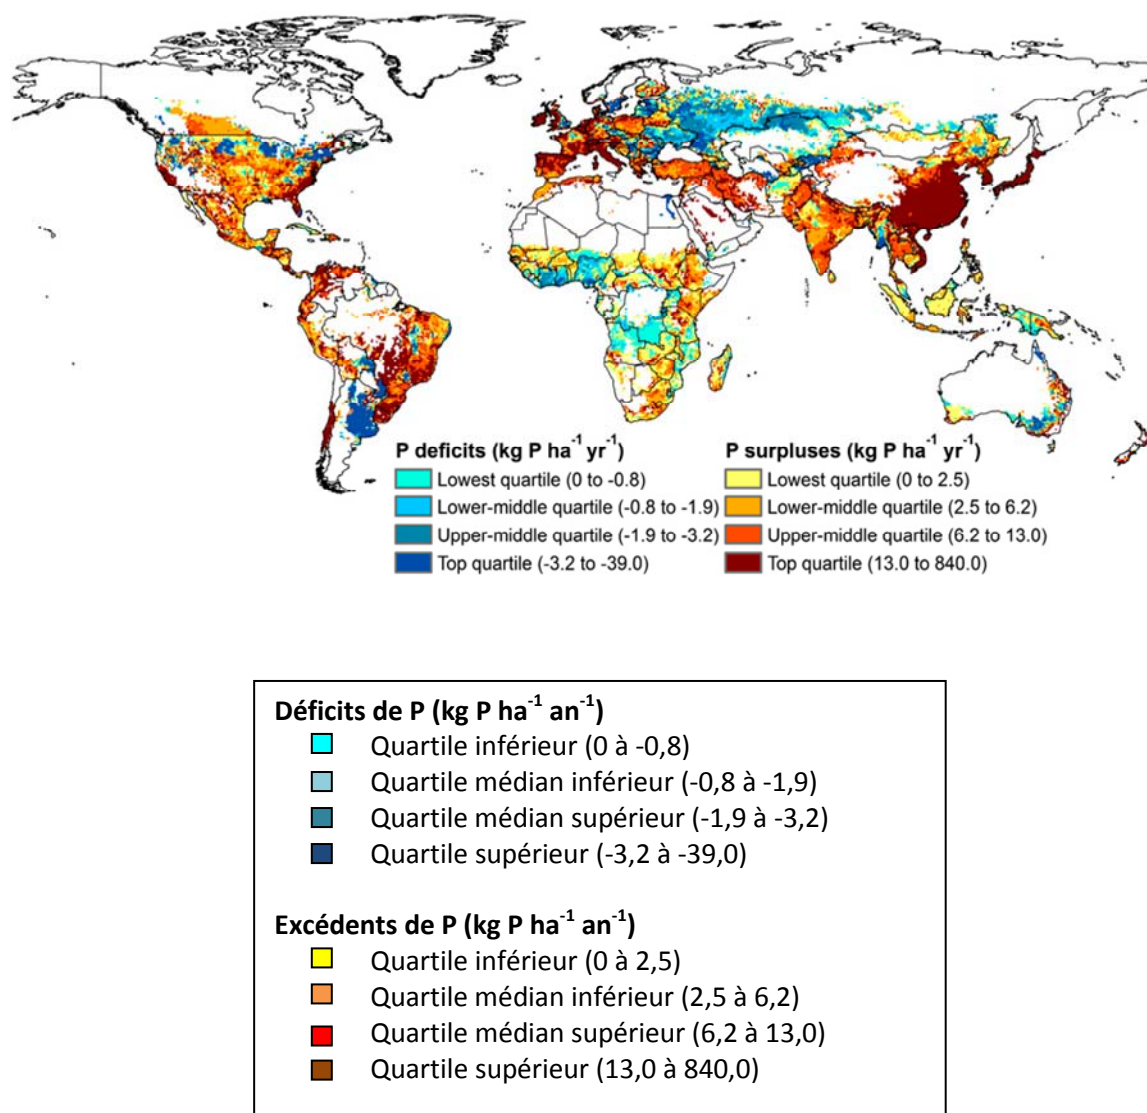 P deficits (kg P ha⁻¹ yr⁻¹)
Lowest quartile (0 to -0.8)
Lower-middle quartile (-0.8 to -1.9)
Upper-middle quartile (-1.9 to -3.2)
Top quartile (-3.2 to -39.0)
P surpluses (kg P ha⁻¹ yr⁻¹)
Lowest quartile (0 to 2.5)
Lower-middle quartile (2.5 to 6.2)
Upper-middle quartile (6.2 to 13.0)
Top quartile (13.0 to 840.0)
Déficits de P (kg P ha⁻¹ an⁻¹)
Quartile inférieur (0 à -0,8)
Quartile médian inférieur (-0,8 à -1,9)
Quartile médian supérieur (-1,9 à -3,2)
Quartile supérieur (-3,2 à -39,0)
Excédents de P (kg P ha⁻¹ an⁻¹)
Quartile inférieur (0 à 2,5)
Quartile médian inférieur (2,5 à 6,2)
Quartile médian supérieur (6,2 à 13,0)
Quartile supérieur (13,0 à 840,0)